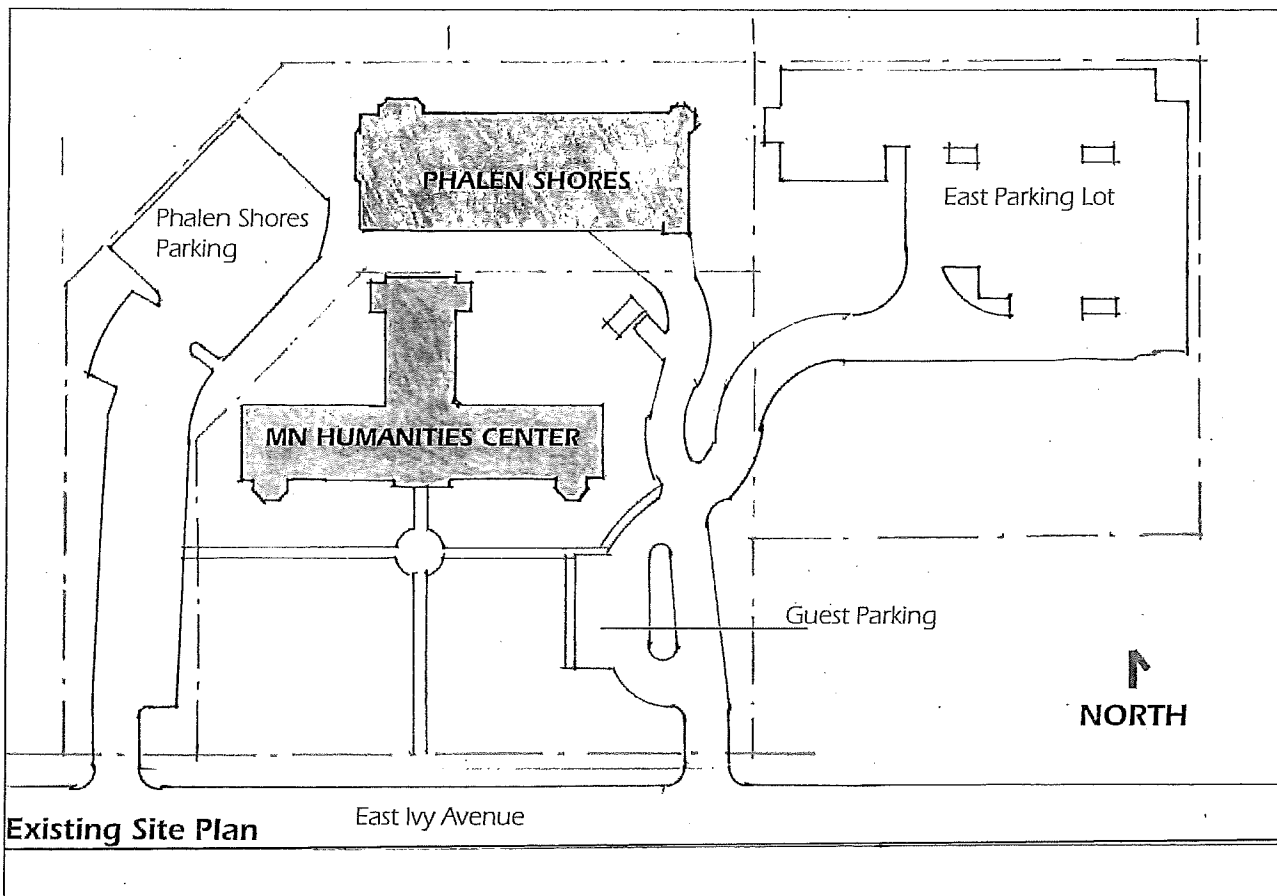 PHALEN SHORES
Phalen Shores
Parking
East Parking Lot
MN HUMANITIES CENTER
Guest Parking
NORTH
Existing Site Plan
East Ivy Avenue